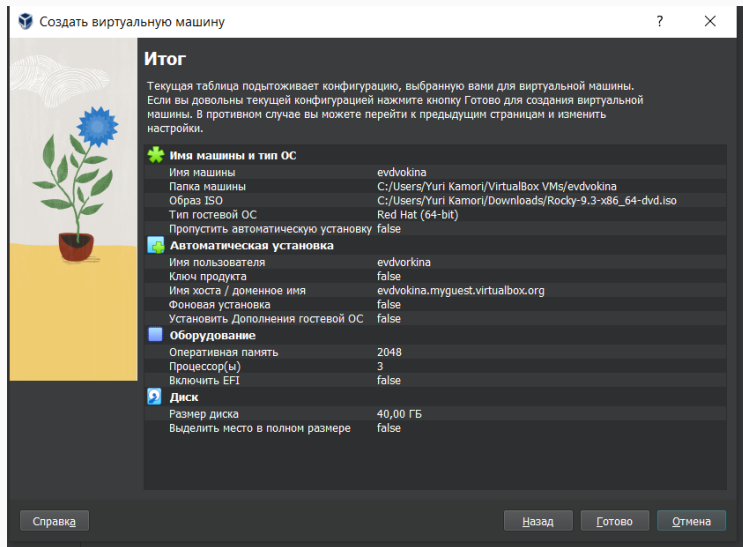 Создать виртуальную машину
?
Итог
Текущая таблица подытоживает конфигурацию, выбранную вами для виртуальной машины.
Если вы довольны текущей конфигурацией нажмите кнопку Готово для создания виртуальной
машины. В противном случае вы можете перейти к предыдущим страницам и изменить
настройки.
Имя машины и тип ОС
Имя машины evdvokina
Папка машины C:/Users/Yuri Kamori/VirtualBox VMs/evdvokina
Образ ISO C:/Users/Yuri Kamori/Downloads/Rocky-9.3-x86_64-dvd.iso
Тип гостевой ОС Red Hat (64-bit)
Пропустить автоматическую установку false
Автоматическая установка
Имя пользователя evdvorkina
Ключ продукта false
Имя хоста / доменное имя evdvokina.myguest.virtualbox.org
Фоновая установка false
Установить Дополнения гостевой ОС false
Оборудование
Оперативная память 2048
Процессор(ы) 3
Включить EFI false
Диск
Размер диска 40,00 ГБ
Выделить место в полном размере false
Справка Назад Готово Отмена